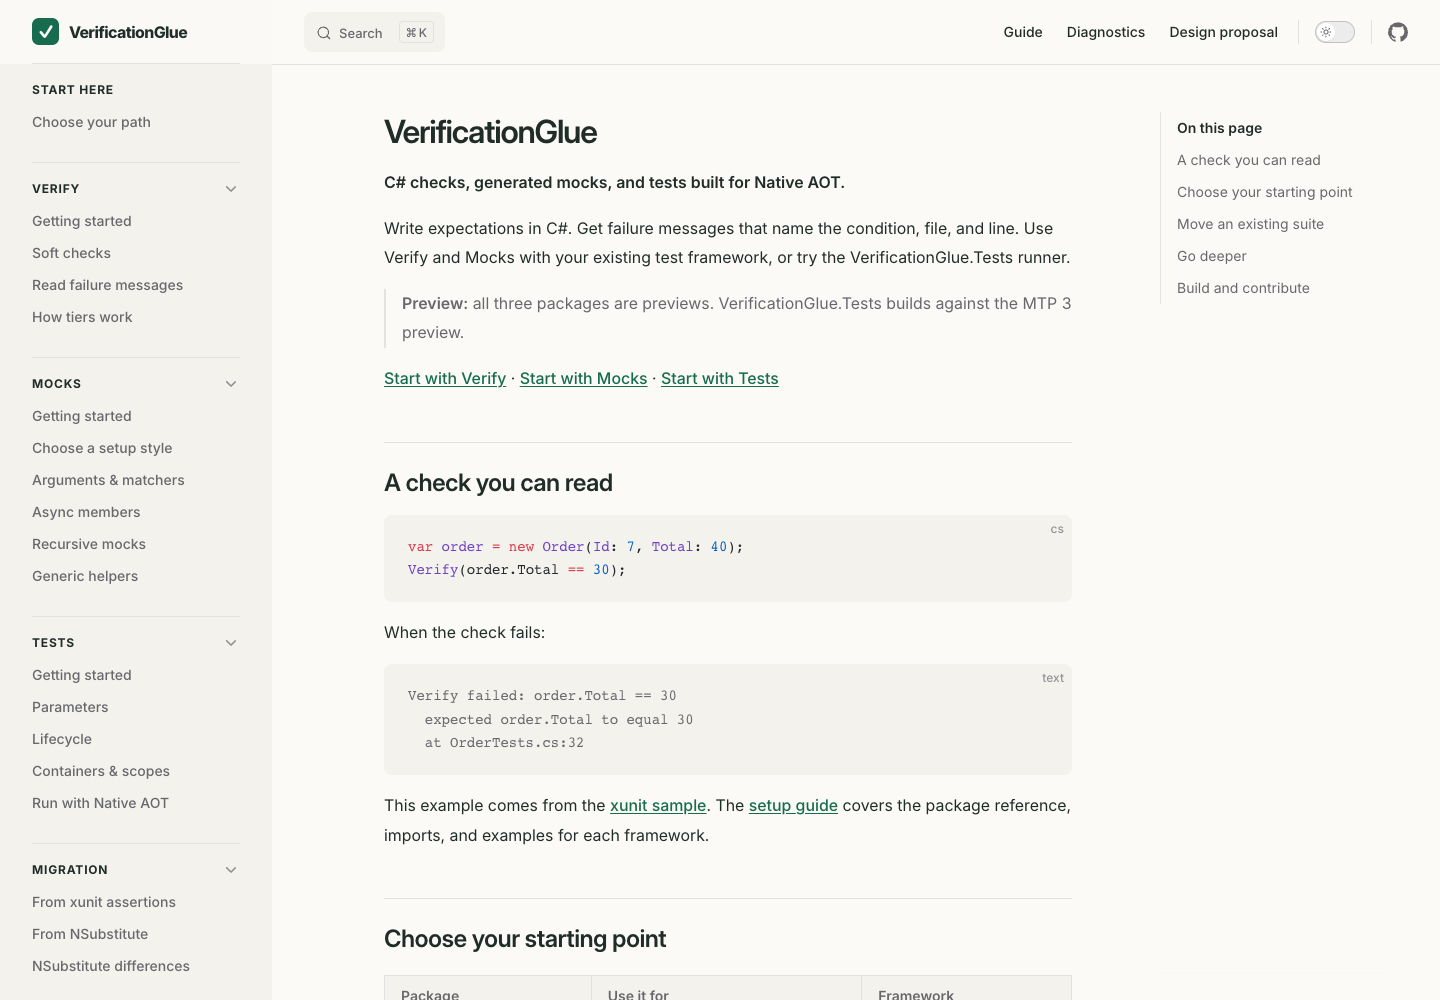 VerificationGlue
Search ⌘K
Guide
Diagnostics
Design proposal
START HERE
Choose your path
VERIFY
Getting started
Soft checks
Read failure messages
How tiers work
MOCKS
Getting started
Choose a setup style
Arguments & matchers
Async members
Recursive mocks
Generic helpers
TESTS
Getting started
Parameters
Lifecycle
Containers & scopes
Run with Native AOT
MIGRATION
From xunit assertions
From NSubstitute
NSubstitute differences
VerificationGlue
C# checks, generated mocks, and tests built for Native AOT.
Write expectations in C#. Get failure messages that name the condition, file, and line. Use
Verify and Mocks with your existing test framework, or try the VerificationGlue.Tests runner.
Preview: all three packages are previews. VerificationGlue.Tests builds against the MTP 3
preview.
Start with Verify · Start with Mocks · Start with Tests
A check you can read
cs
var order = new Order(Id: 7, Total: 40);
Verify(order.Total == 30);
When the check fails:
text
Verify failed: order.Total == 30
  expected order.Total to equal 30
  at OrderTests.cs:32
This example comes from the xunit sample. The setup guide covers the package reference,
imports, and examples for each framework.
Choose your starting point
Package
Use it for
Framework
On this page
A check you can read
Choose your starting point
Move an existing suite
Go deeper
Build and contribute